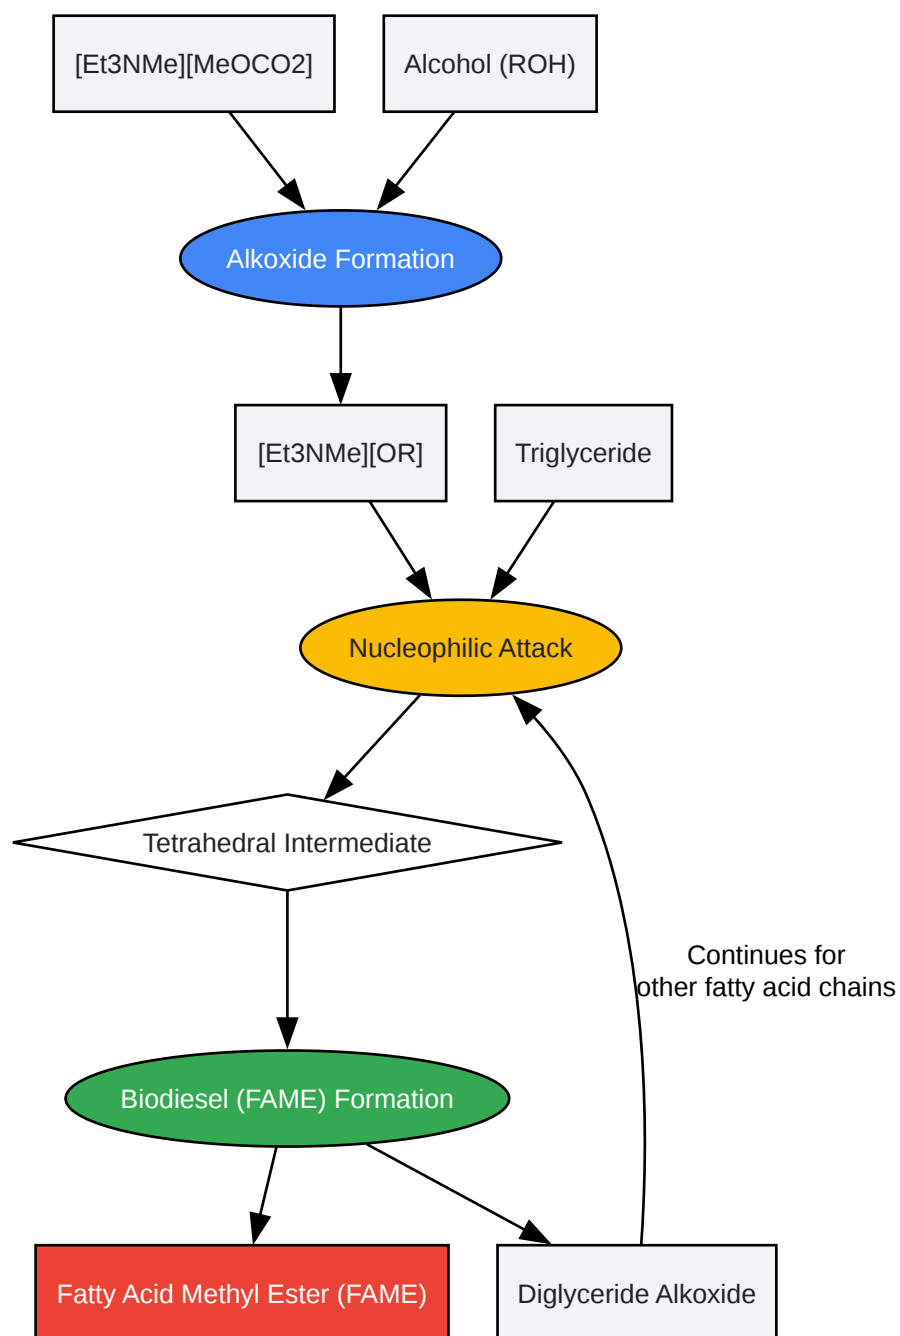 [Et3NMe][MeOCO2]
Alcohol (ROH)
Alkoxide Formation
[Et3NMe][OR]
Triglyceride
Nucleophilic Attack
Tetrahedral Intermediate
Continues for
other fatty acid chains
Biodiesel (FAME) Formation
Fatty Acid Methyl Ester (FAME)
Diglyceride Alkoxide